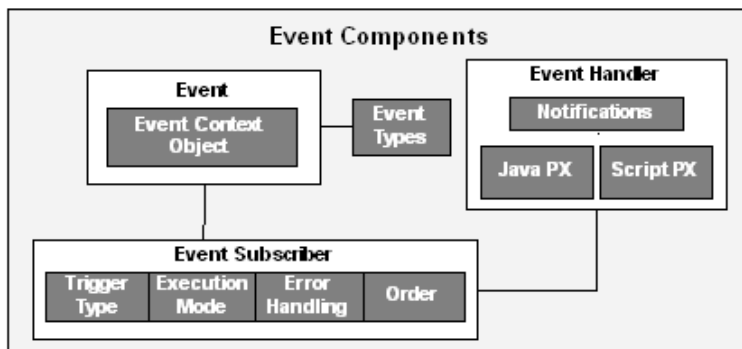 Event Components
Event
Event Context
Object
Event
Types
Event Handler
Notifications
Java PX
Script PX
Event Subscriber
Trigger
Type
Execution
Mode
Error
Handling
Order